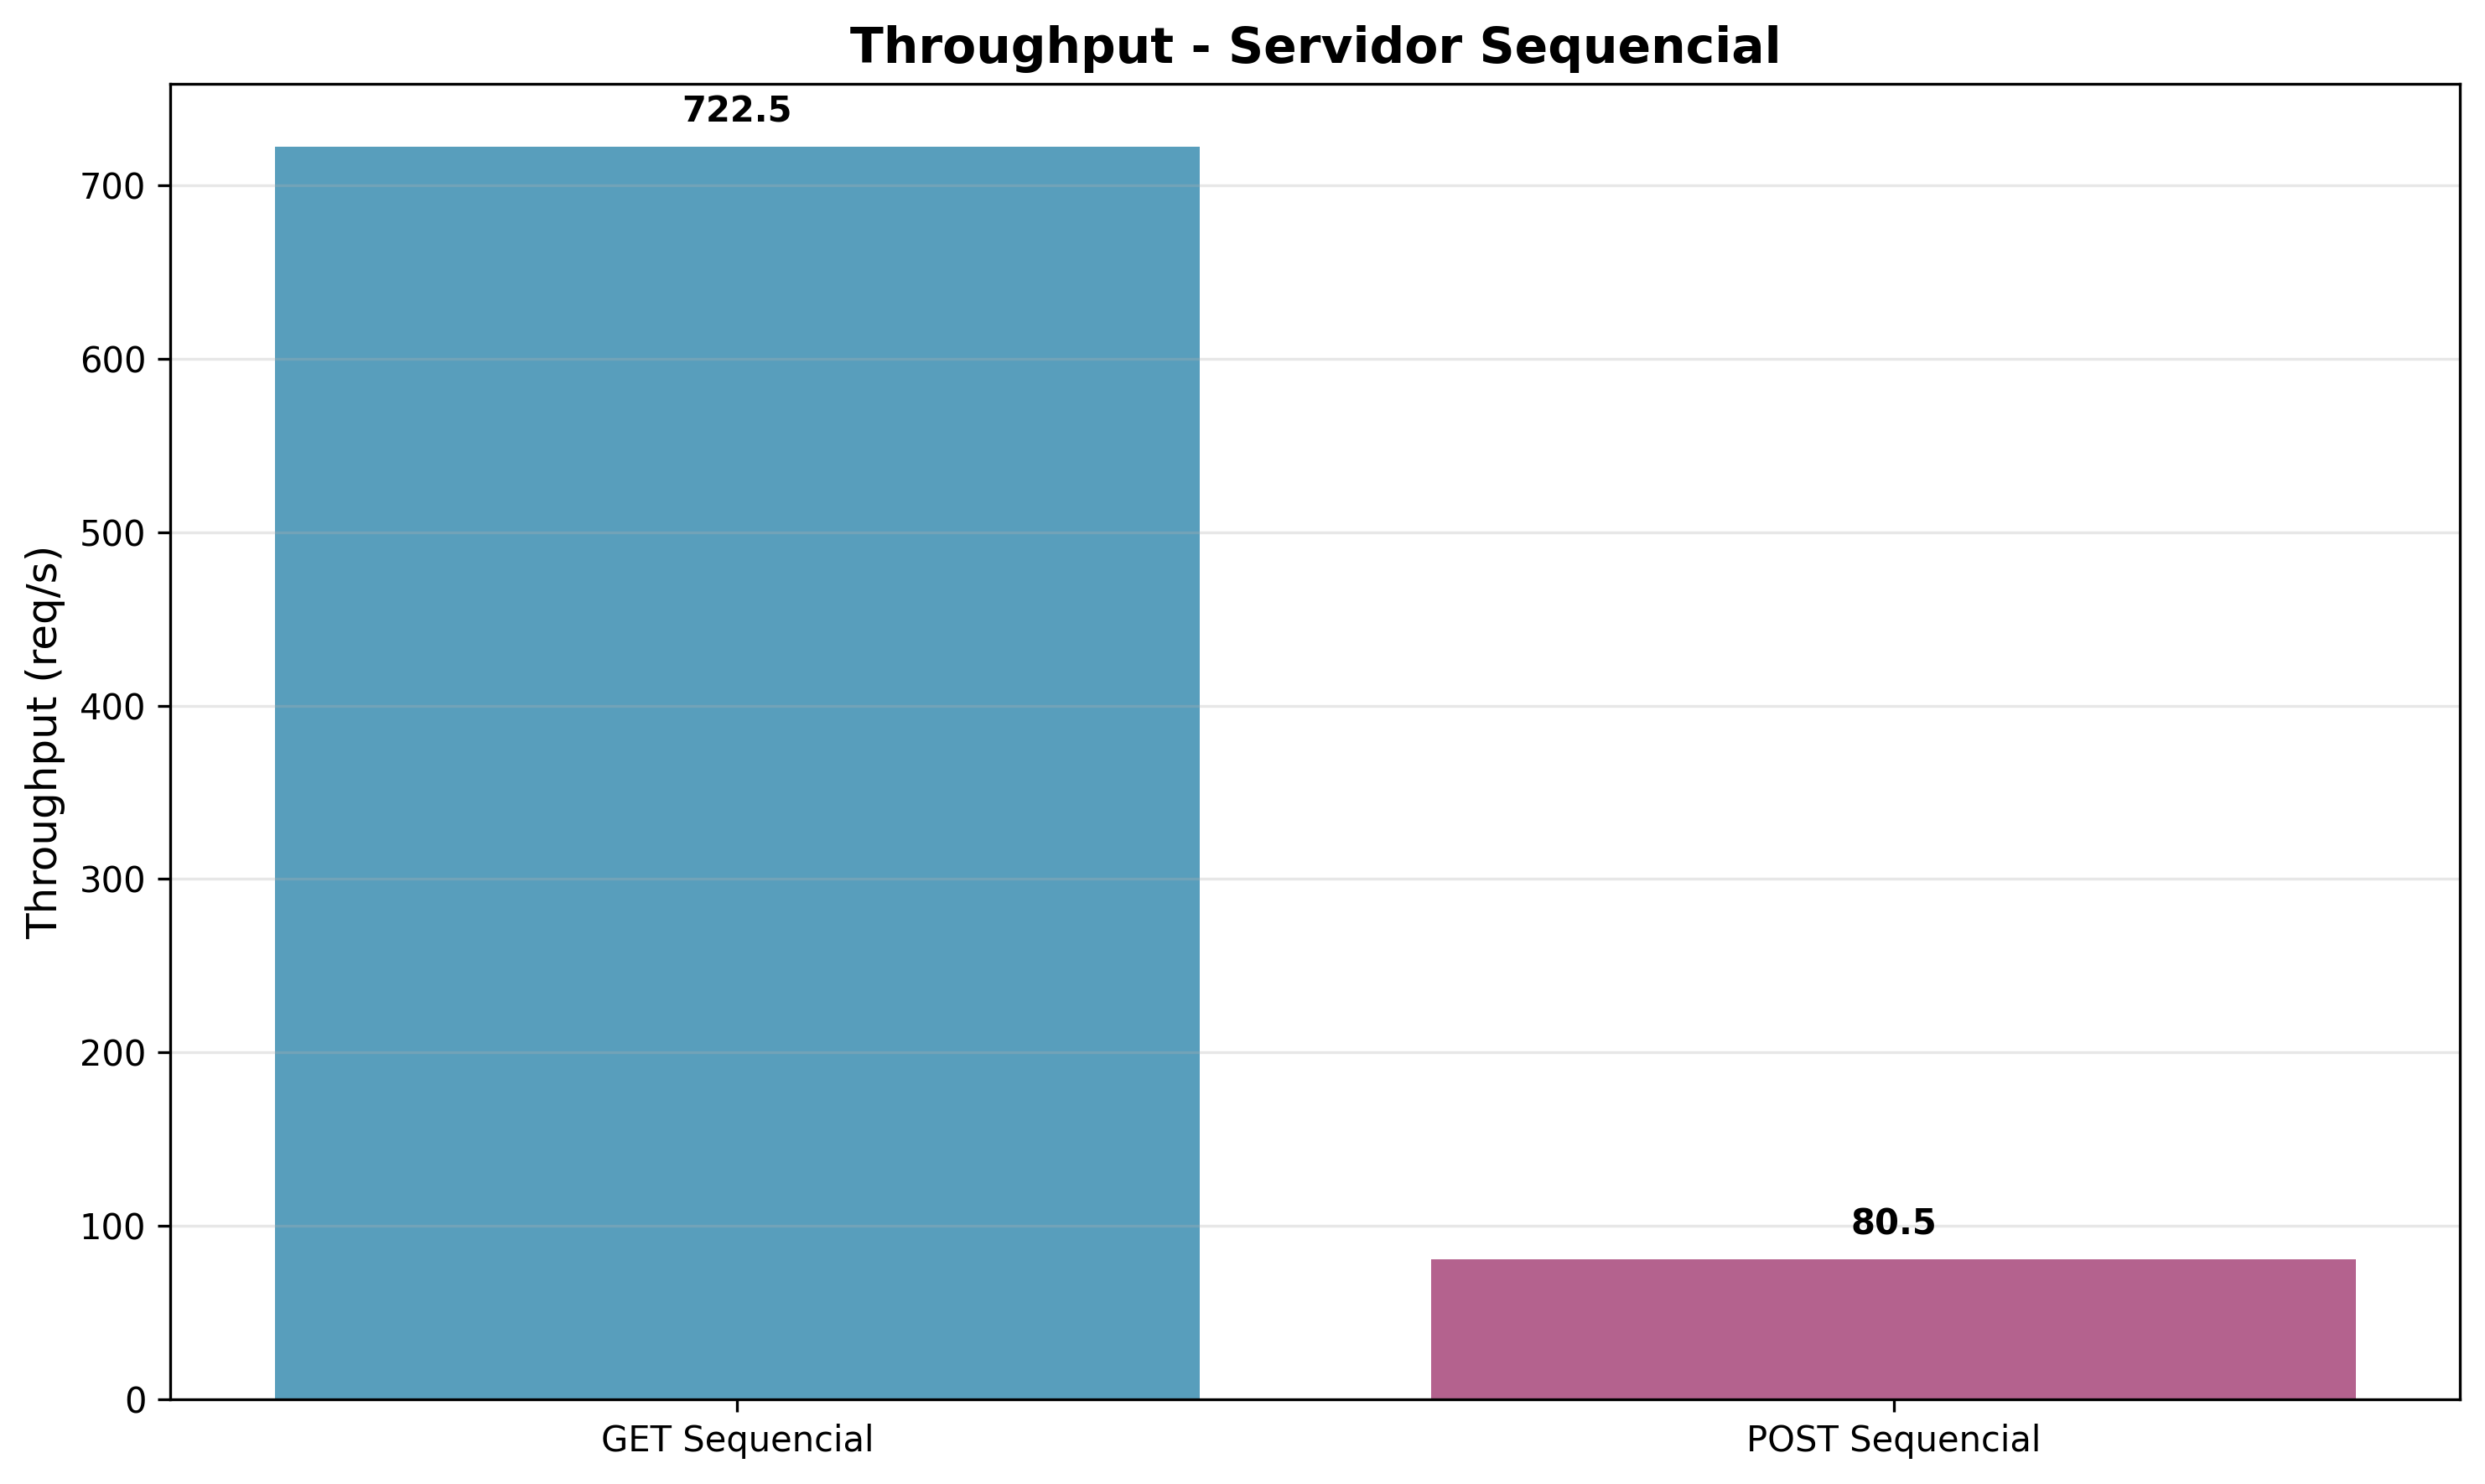 Throughput - Servidor Sequencial
722.5
700
600
500
400
300
200
100
0
Throughput (req/s)
80.5
GET Sequencial
POST Sequencial